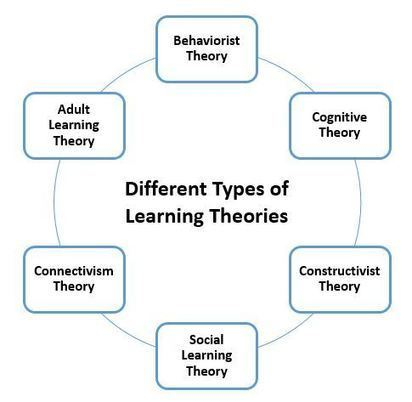 Behaviorist
Theory
Adult
Learning
Theory
Cognitive
Theory
Different Types of
Learning Theories
Connectivism
Theory
Constructivist
Theory
Social
Learning
Theory